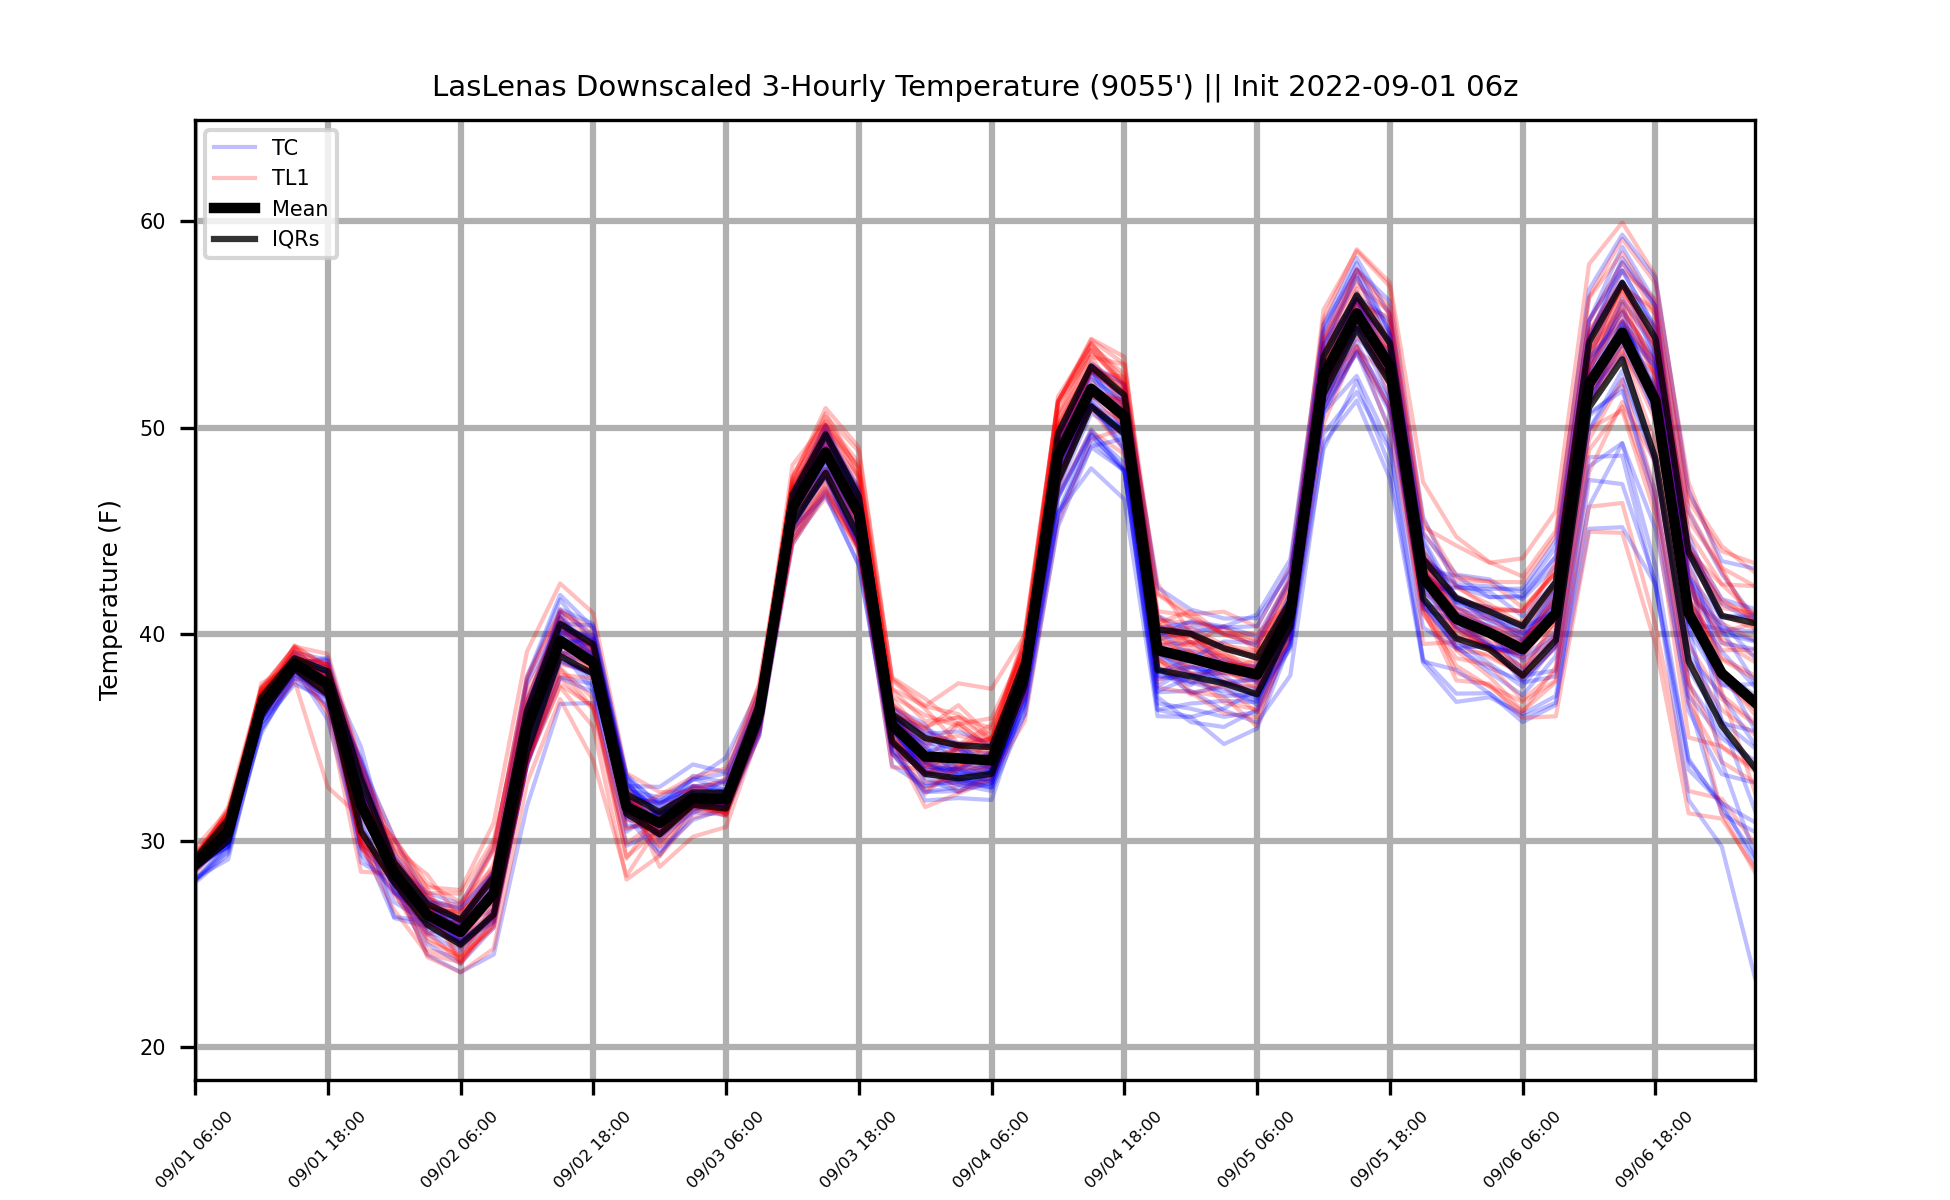 LasLenas Downscaled 3-Hourly Temperature (9055') || Init 2022-09-01 06z
TC
TL1
Mean
IQRs
Temperature (F)
60
50
40
30
20
09/01 06:00
09/01 18:00
09/02 06:00
09/02 18:00
09/03 06:00
09/03 18:00
09/04 06:00
09/04 18:00
09/05 06:00
09/05 18:00
09/06 06:00
09/06 18:00